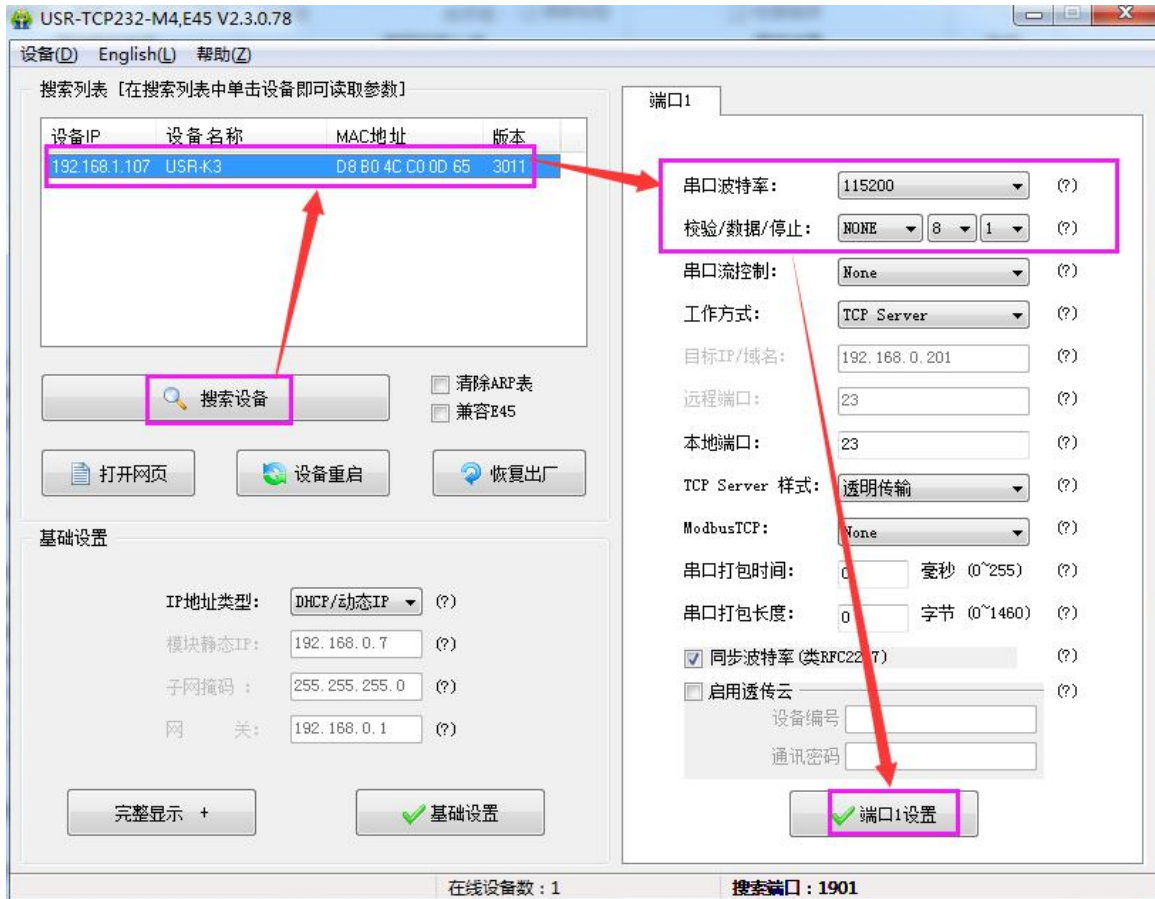 USR-TCP232-M4,E45 V2.3.0.78
设备(D) English(L) 帮助(Z)
搜索列表 [在搜索列表中单击设备即可读取参数]
设备IP 设备名称 MAC地址 版本
192.168.1.107 USR-K3 D8 B0 4C C0 0D 65 3011
搜索设备
清除ARP表
兼容E45
打开网页 设备重启 恢复出厂
基础设置
IP地址类型: DHCP/动态IP (?)
模块静态IP: 192.168.0.7 (?)
子网掩码 : 255.255.255.0 (?)
网 关: 192.168.0.1 (?)
完整显示 + 基础设置
端口1
串口波特率: 115200 (?)
校验/数据/停止: NONE 8 1 (?)
串口流控制: None (?)
工作方式: TCP Server (?)
目标IP/域名: 192.168.0.201 (?)
远程端口: 23 (?)
本地端口: 23 (?)
TCP Server 样式: 透明传输 (?)
ModbusTCP: None (?)
串口打包时间: 0 毫秒 (0~255) (?)
串口打包长度: 0 字节 (0~1460) (?)
同步波特率(类RFC2217) (?)
启用透传云 (?)
设备编号
通讯密码
端口1设置
在线设备数:1 搜索端口:1901